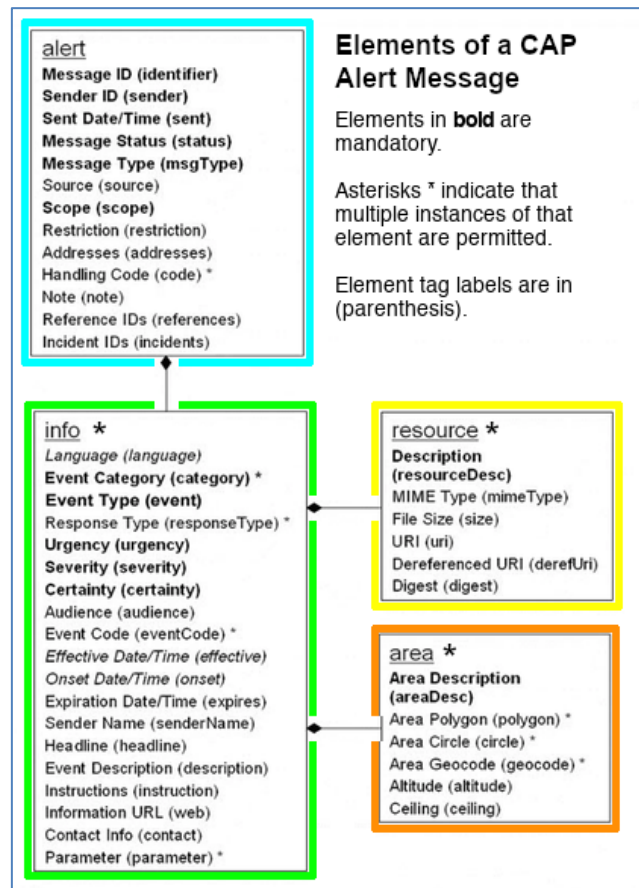 alert
Message ID (identifier)
Sender ID (sender)
Sent Date/Time (sent)
Message Status (status)
Message Type (msgType)
Source (source)
Scope (scope)
Restriction (restriction)
Addresses (addresses)
Handling Code (code) *
Note (note)
Reference IDs (references)
Incident IDs (incidents)
Elements of a CAP
Alert Message
Elements in bold are
mandatory.
Asterisks * indicate that
multiple instances of that
element are permitted.
Element tag labels are in
(parenthesis).
info *
Language (language)
Event Category (category) *
Event Type (event)
Response Type (responseType) *
Urgency (urgency)
Severity (severity)
Certainty (certainty)
Audience (audience)
Event Code (eventCode) *
Effective Date/Time (effective)
Onset Date/Time (onset)
Expiration Date/Time (expires)
Sender Name (senderName)
Headline (headline)
Event Description (description)
Instructions (instruction)
Information URL (web)
Contact Info (contact)
Parameter (parameter) *
resource *
Description
(resourceDesc)
MIME Type (mimeType)
File Size (size)
URI (uri)
Dereferenced URI (derefUri)
Digest (digest)
area *
Area Description
(areaDesc)
Area Polygon (polygon) *
Area Circle (circle) *
Area Geocode (geocode) *
Altitude (altitude)
Ceiling (ceiling)